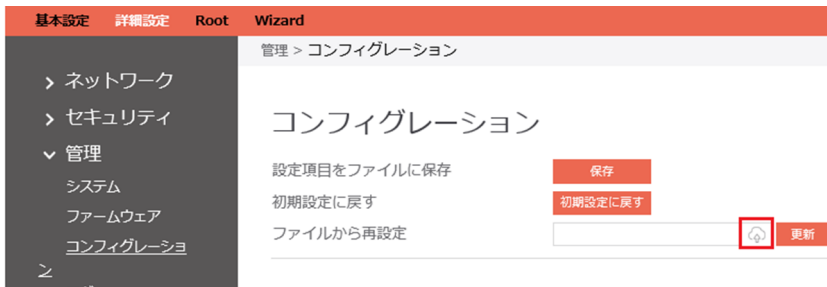 基本設定 詳細設定 Root Wizard
管理 > コンフィグレーション
ネットワーク
セキュリティ
管理
システム
ファームウェア
コンフィグレーショ
ン
コンフィグレーション
設定項目をファイルに保存 保存
初期設定に戻す 初期設定に戻す
ファイルから再設定 更新